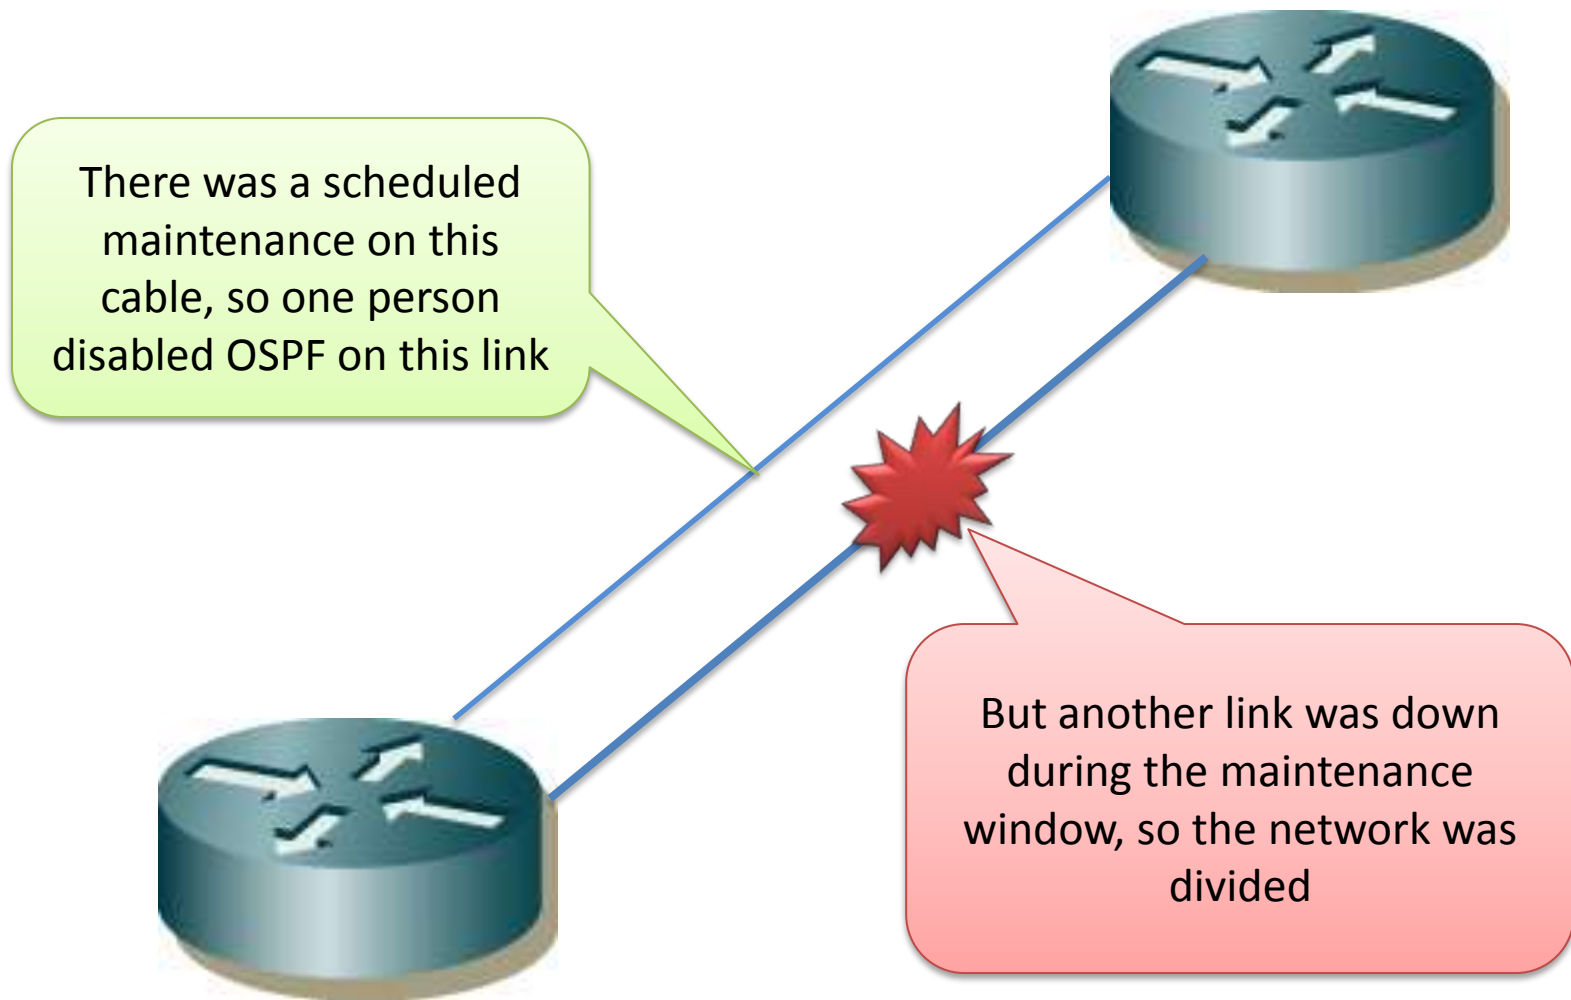 There was a scheduled
maintenance on this
cable, so one person
disabled OSPF on this link
But another link was down
during the maintenance
window, so the network was
divided